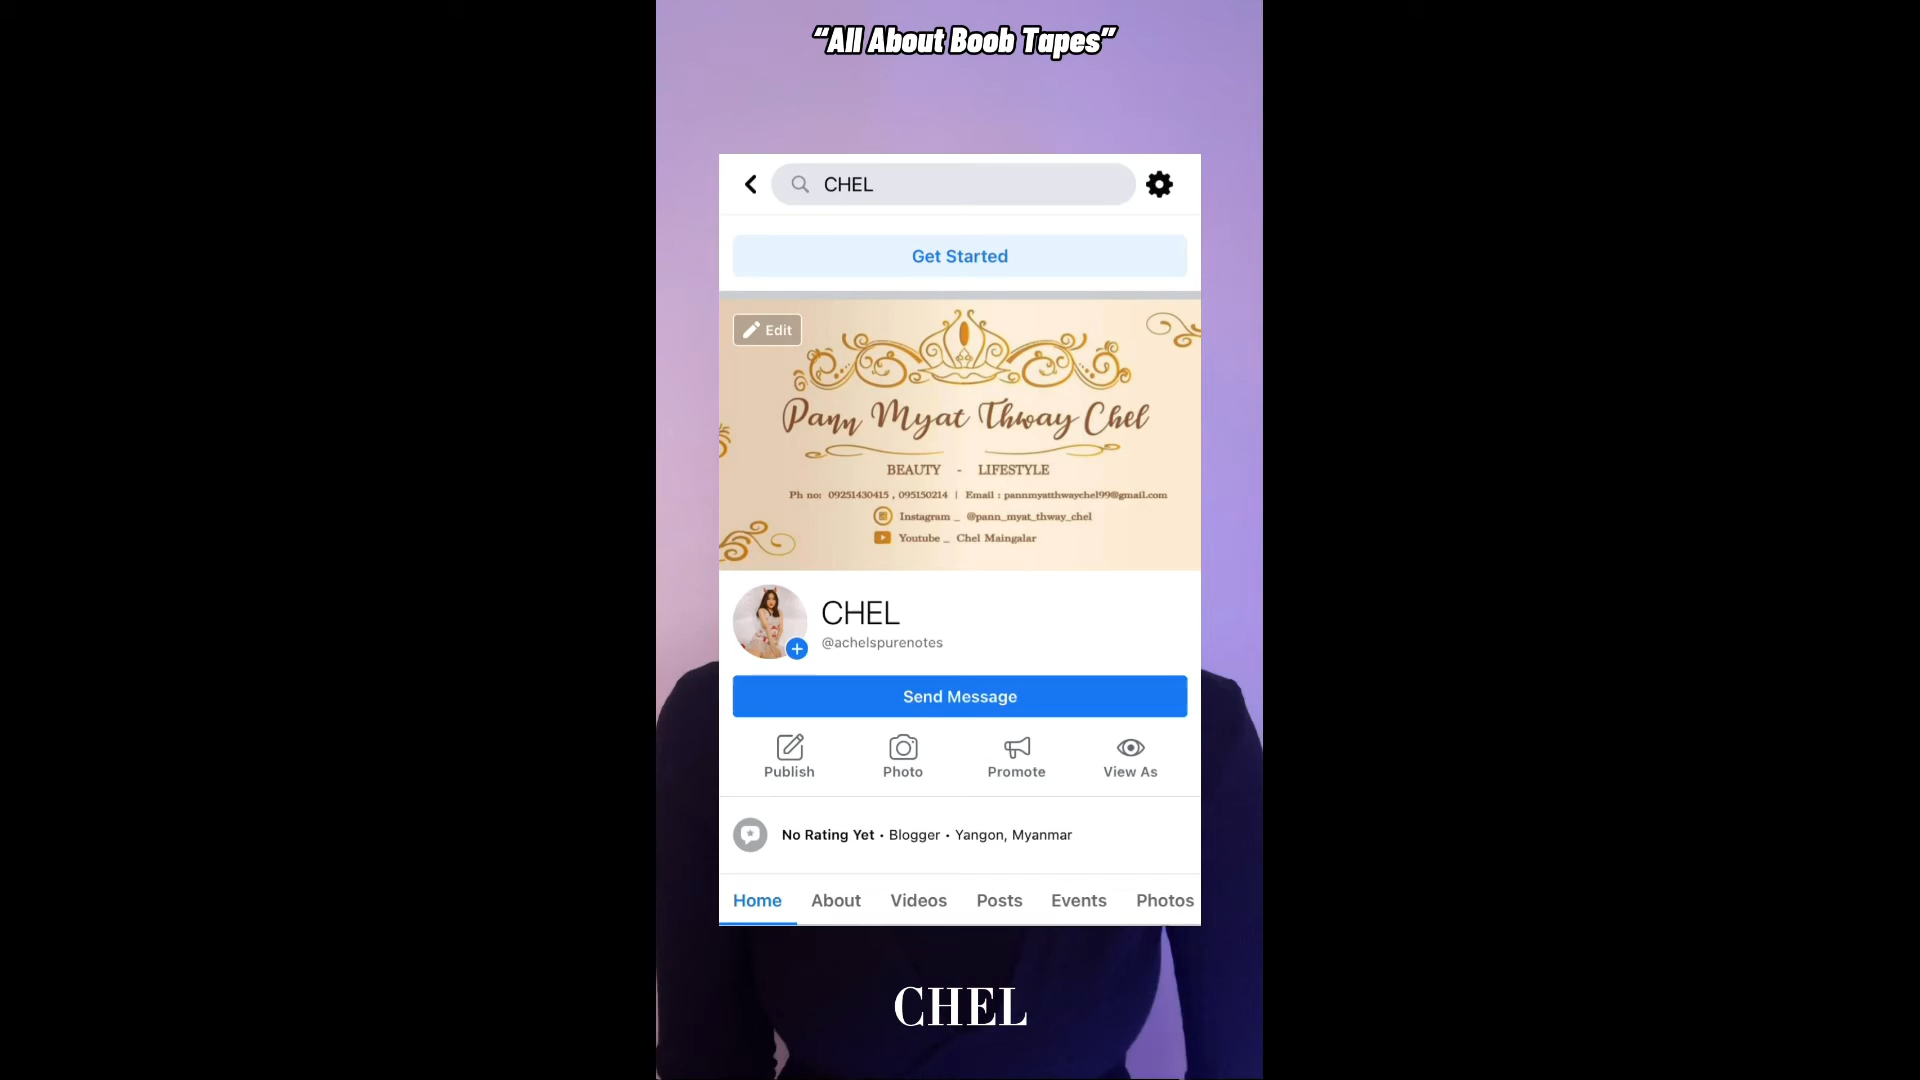 “All About Boob Tapes”
CHEL
Get Started
Edit
Pann Myat Thway Chel
BEAUTY - LIFESTYLE
Ph no: 09251430415 , 095150214 | Email : pannmyatthwaychel99@gmail.com
Instagram _ @pann_myat_thway_chel
Youtube _ Chel Maingalar
CHEL
@achelspurenotes
Send Message
Publish Photo Promote View As
No Rating Yet • Blogger • Yangon, Myanmar
Home About Videos Posts Events Photos
CHEL